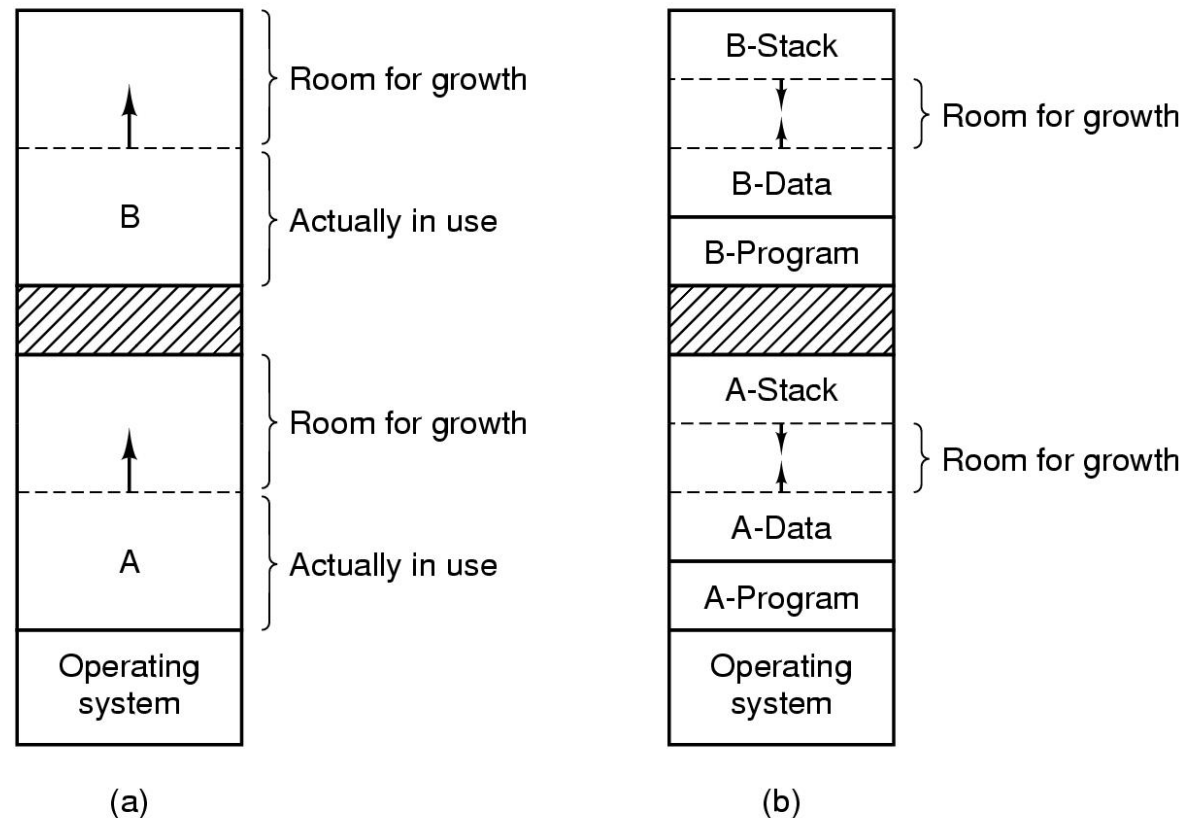 Room for growth
B
Actually in use
Room for growth
A
Actually in use
Operating
system
(a)
B-Stack
Room for growth
B-Data
B-Program
A-Stack
Room for growth
A-Data
A-Program
Operating
system
(b)